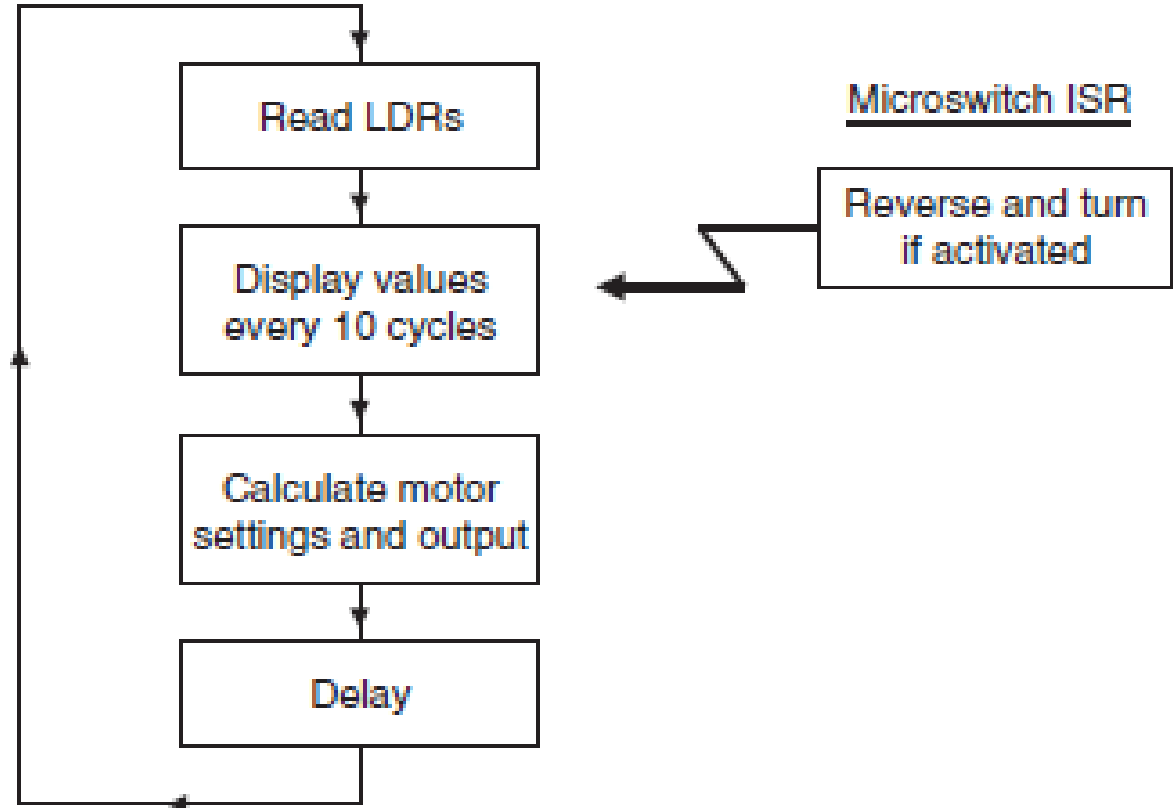 Read LDRs
Microswitch ISR
Reverse and turn
if activated
Display values
every 10 cycles
Calculate motor
settings and output
Delay